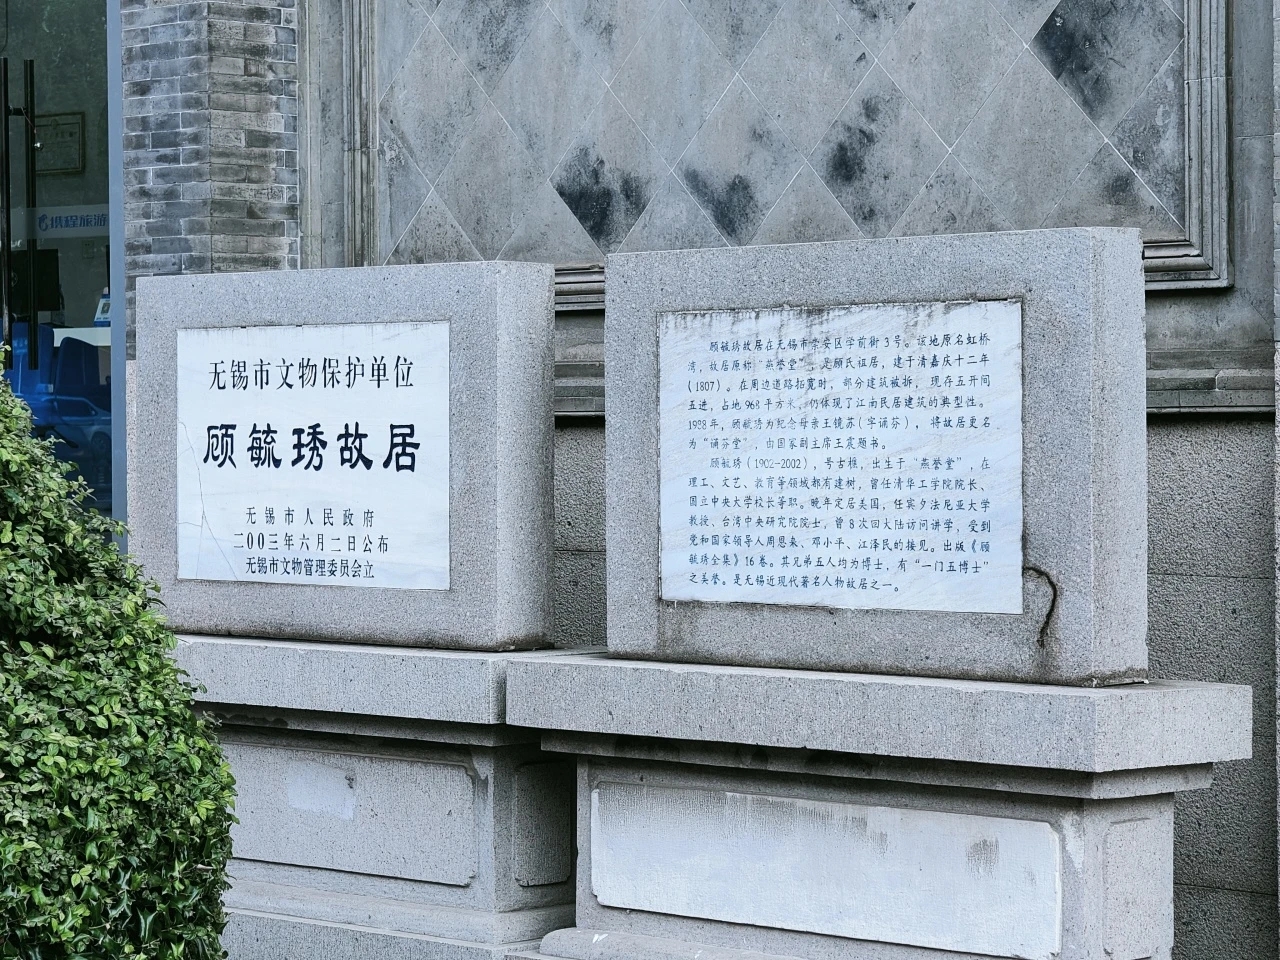 携程旅游
无锡市文物保护单位
顾毓琇故居
无锡市人民政府
二00三年六月二日公布
无锡市文物管理委员会立
顾毓琇故居在无锡市崇安区学前街3号。该地原名虹桥
湾,故居原称“燕誉堂”,是顾氏祖居,建于清嘉庆十二年
(1807)。在周边道路拓宽时,部分建筑被拆,现存五开间
五进,占地968平方米,仍体现了江南民居建筑的典型性。
1988年,顾毓琇为纪念母亲王镜苏(字诵芬),将故居更名
为“诵芬堂”,由国家副主席王震题书。
顾毓琇(1902-2002),号古樵,出生于“燕誉堂”,在
理工、文艺、教育等领域都有建树,曾任清华工学院院长、
国立中央大学校长等职。晚年定居美国,任宾夕法尼亚大学
教授、台湾中央研究院院士,曾8次回大陆访问讲学,受到
党和国家领导人周恩来、邓小平、江泽民的接见。出版《顾
毓琇全集》16卷。其兄弟五人均为博士,有“一门五博士”
之美誉。是无锡近现代著名人物故居之一。